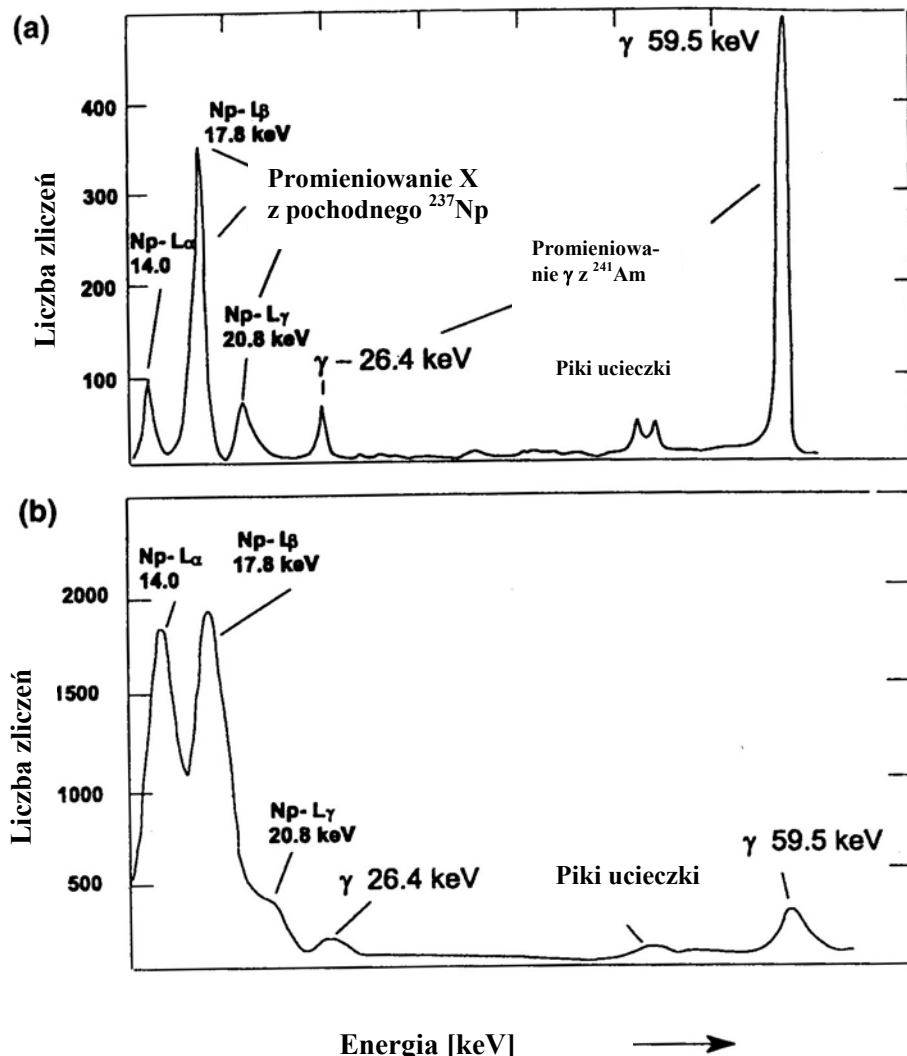 (a)
γ 59.5 keV
400
300
200
100
Liczba zliczeń
Np- Lβ
17.8 keV
Promieniowanie X
z pochodnego ²³⁷Np
Np- Lα
14.0
Np- Lγ
20.8 keV
γ – 26.4 keV
Promieniowa-
nie γ z ²⁴¹Am
Piki ucieczki
(b)
Np- Lα
14.0
Np- Lβ
17.8 keV
2000
1500
1000
500
Liczba zliczeń
Np- Lγ
20.8 keV
γ 26.4 keV
Piki ucieczki
γ 59.5 keV
Energia [keV]